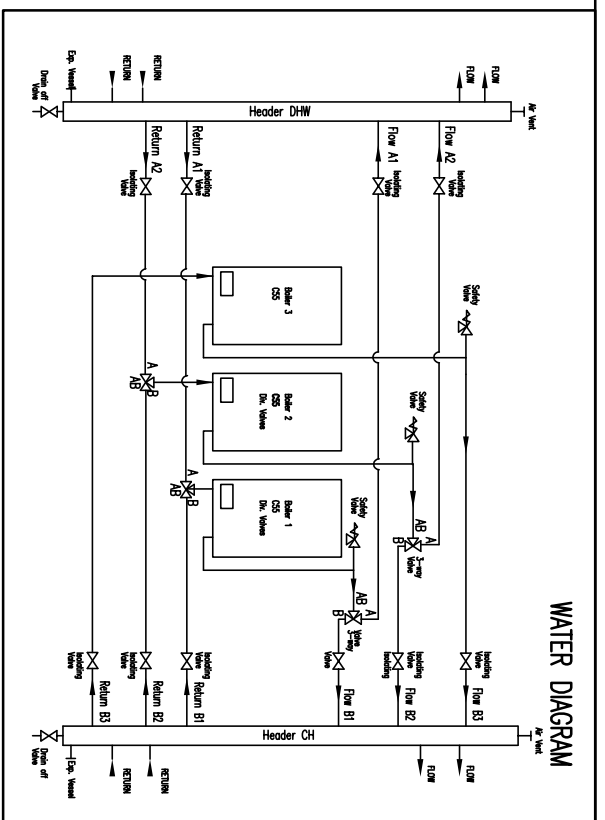 WATER DIAGRAM
Air Vent
FLOW
FLOW
Header DHW
RETURN
RETURN
Exp. Vessel
Drain off
Valve
Flow A2
Isolating
Valve
Flow A1
Isolating
Valve
Return A1
Isolating
Valve
Return A2
Isolating
Valve
Safety
Valve
Boiler 3
C55
Safety
Valve
Boiler 2
C55
Div. Valves
Safety
Valve
Boiler 1
C55
Div. Valves
A
B
AB
A
B
AB
AB
A
B
3-way
Valve
AB
A
B
Valve
3-way
Isolating
Valve
Flow B3
Isolating
Valve
Flow B2
Valve
Flow B1
Isolating
Valve
Return B1
Isolating
Valve
Return B2
Isolating
Valve
Return B3
Air Vent
FLOW
FLOW
Header CH
RETURN
RETURN
Exp. Vessel
Drain off
Valve